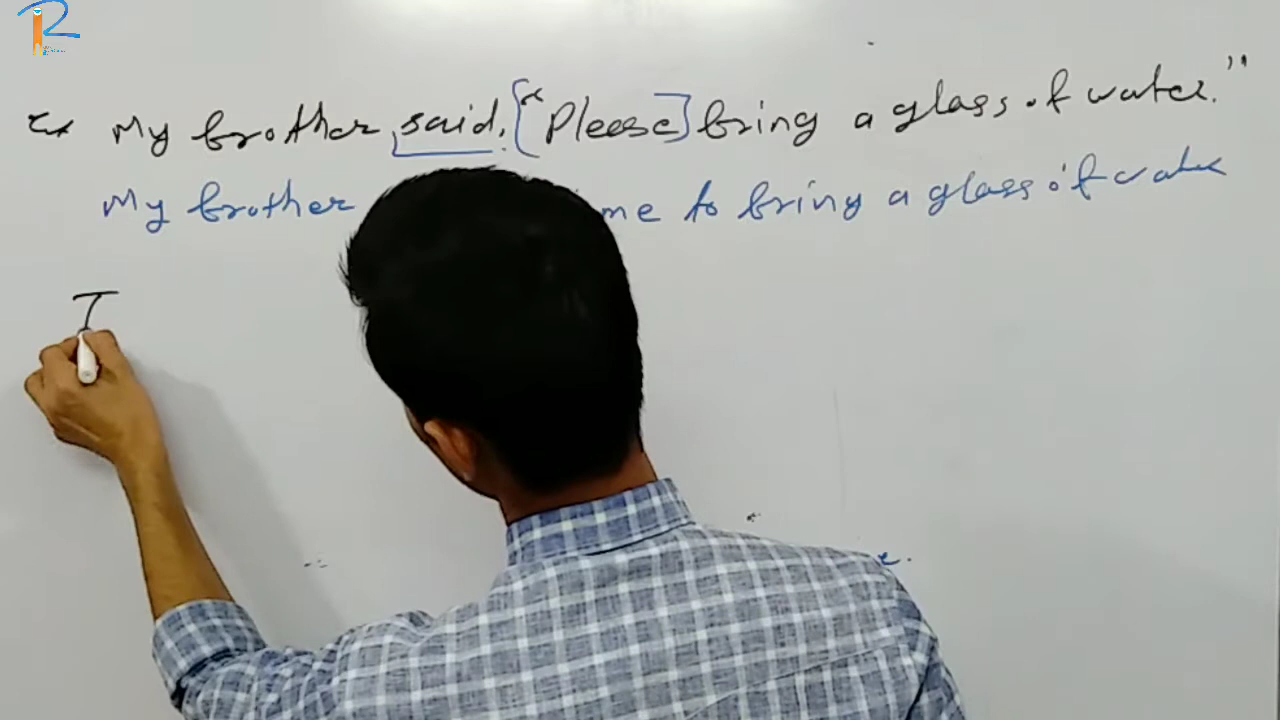 Ex My brother said, "Please bring a glass of water."
My brother me to bring a glass of water
T